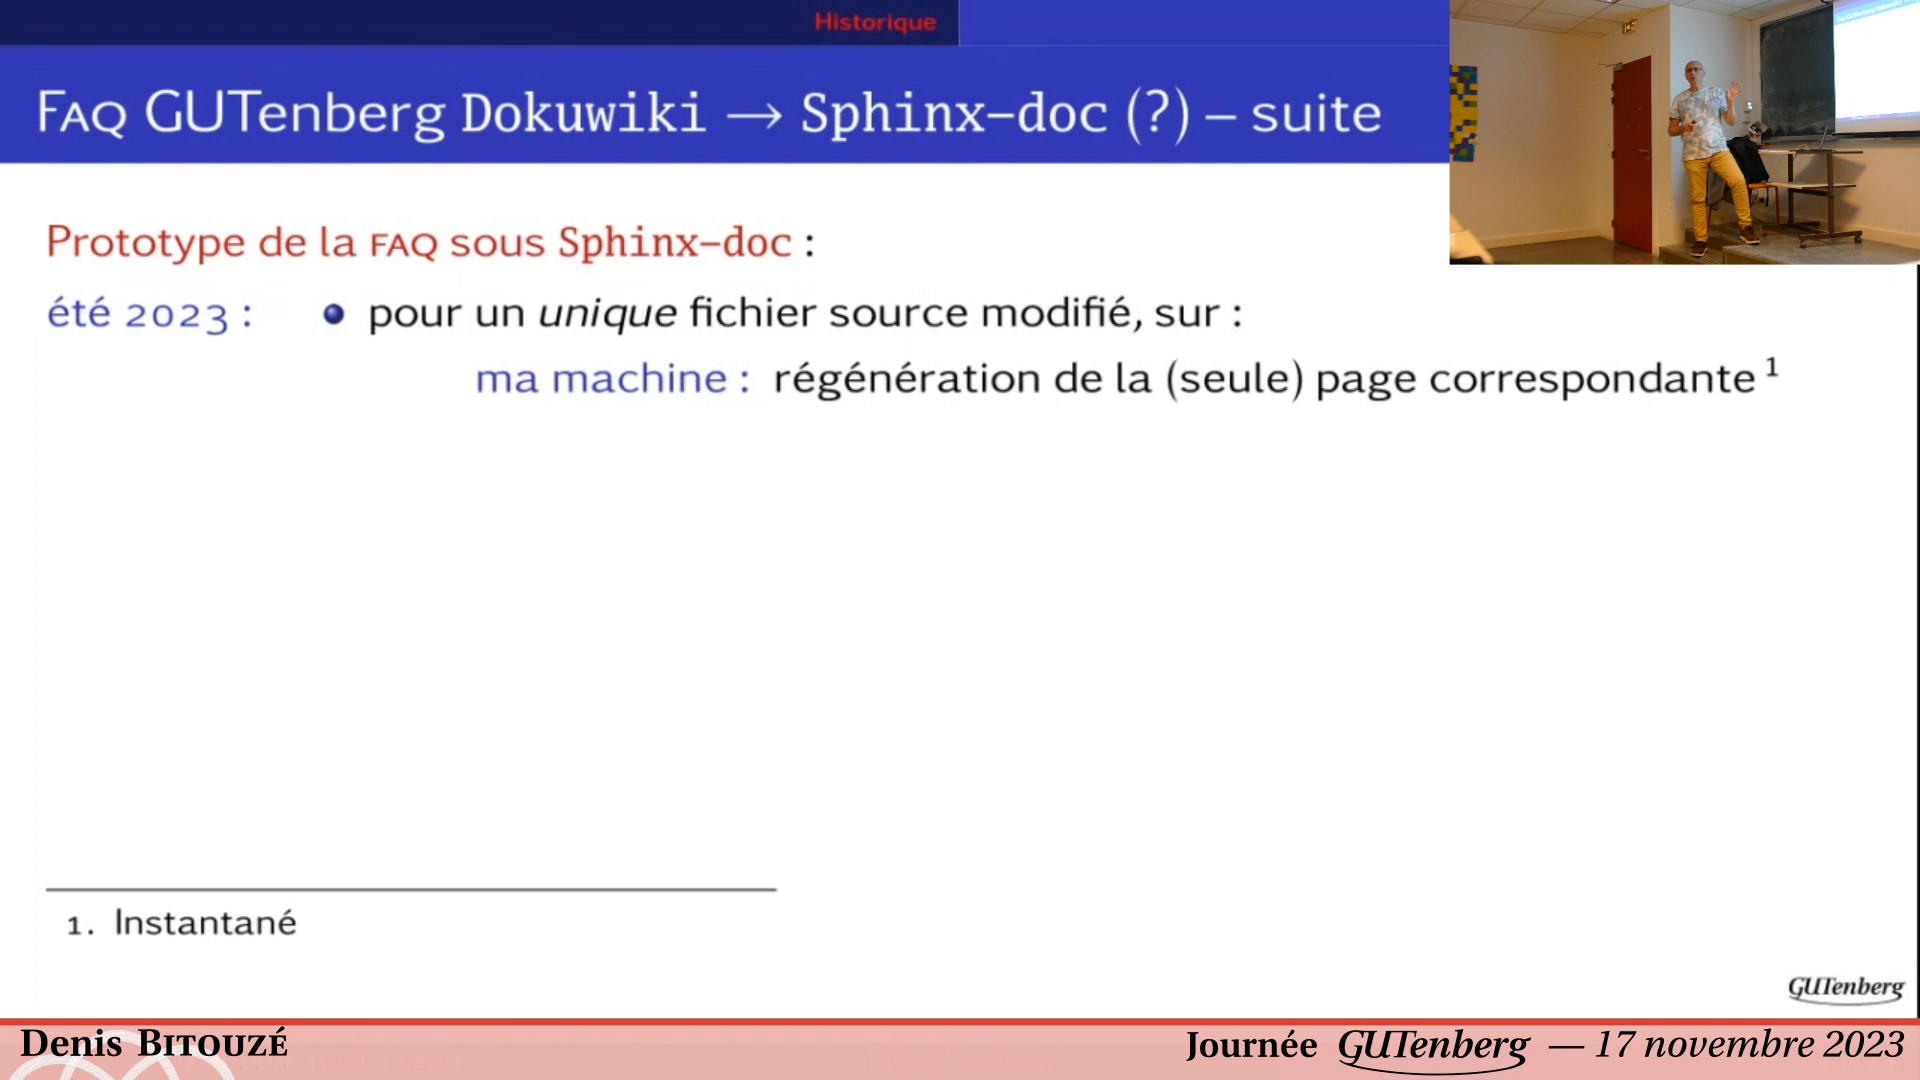 Historique
FAQ GUTenberg Dokuwiki → Sphinx-doc (?) – suite
Prototype de la FAQ sous Sphinx-doc :
été 2023 : • pour un unique fichier source modifié, sur :
ma machine : régénération de la (seule) page correspondante 1
1. Instantané
GUTenberg
Denis BITOUZÉ
Journée GUTenberg — 17 novembre 2023